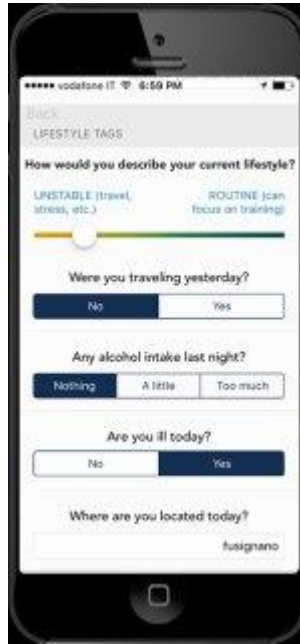 vodafone IT 6:59 PM
Back
LIFESTYLE TAGS
How would you describe your current lifestyle?
UNSTABLE (travel, stress, etc.)
ROUTINE (can focus on training)
Were you traveling yesterday?
No Yes
Any alcohol intake last night?
Nothing A little Too much
Are you ill today?
No Yes
Where are you located today?
fusignano